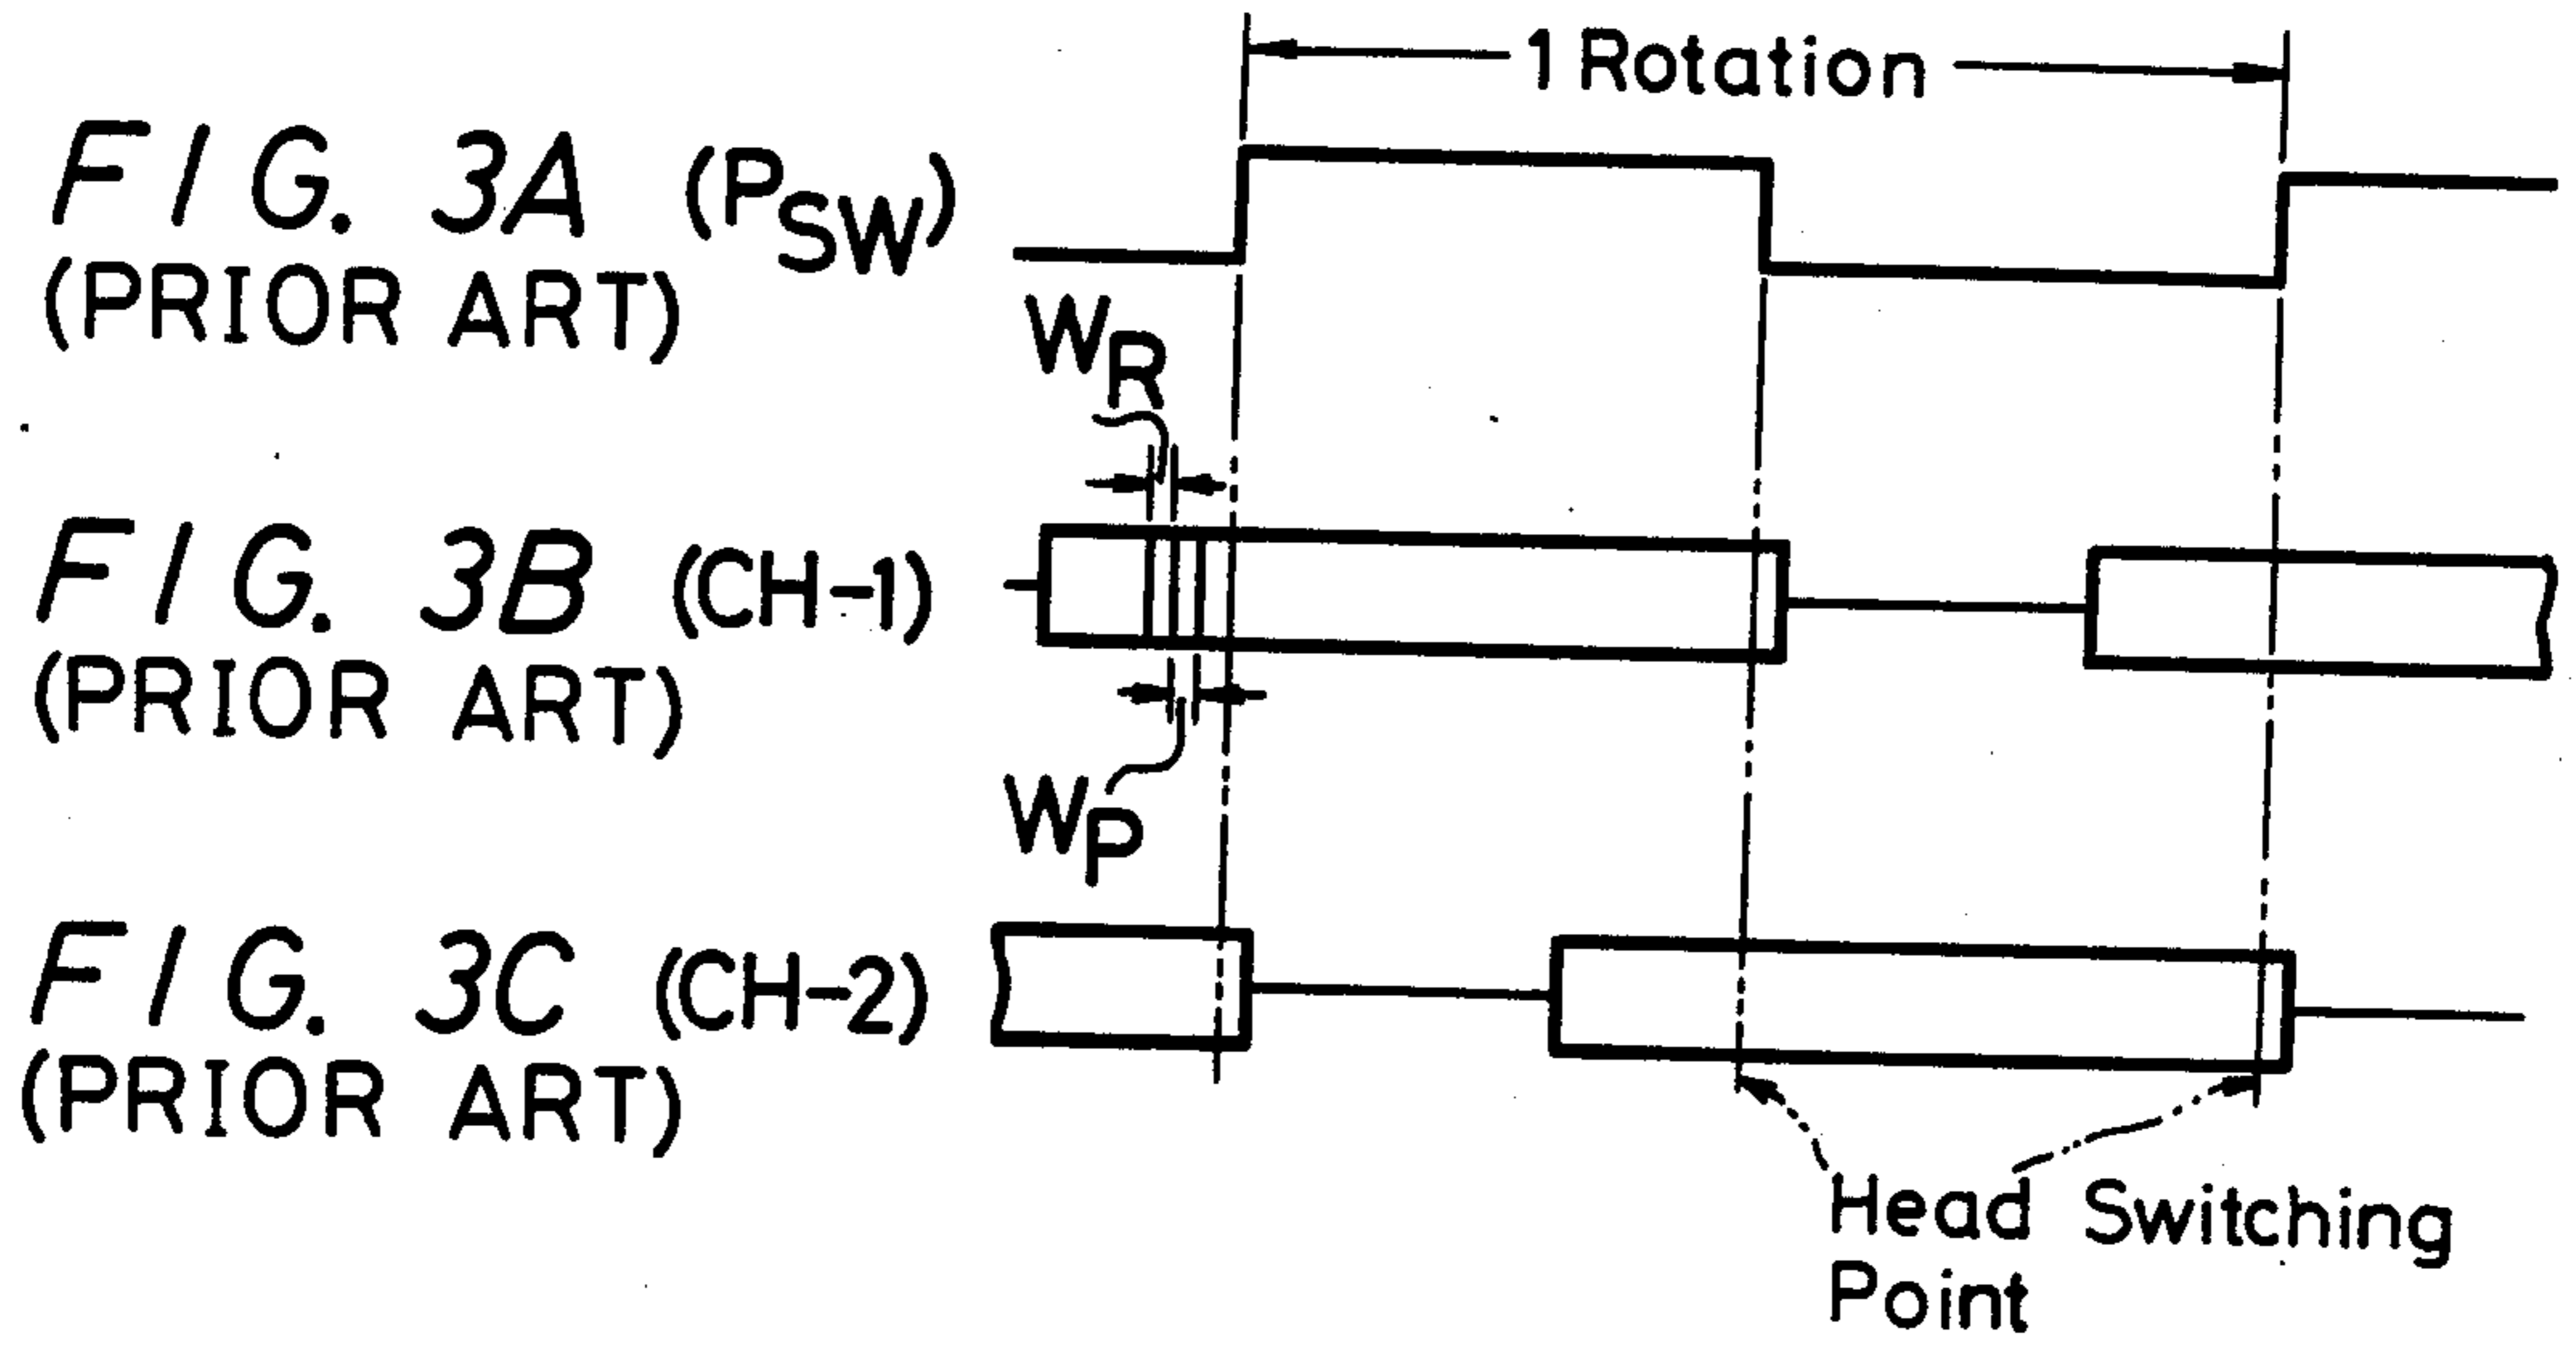 1 Rotation
FIG. 3A (PSW)
(PRIOR ART)
WR
FIG. 3B (CH-1)
(PRIOR ART)
WP
FIG. 3C (CH-2)
(PRIOR ART)
Head Switching
Point